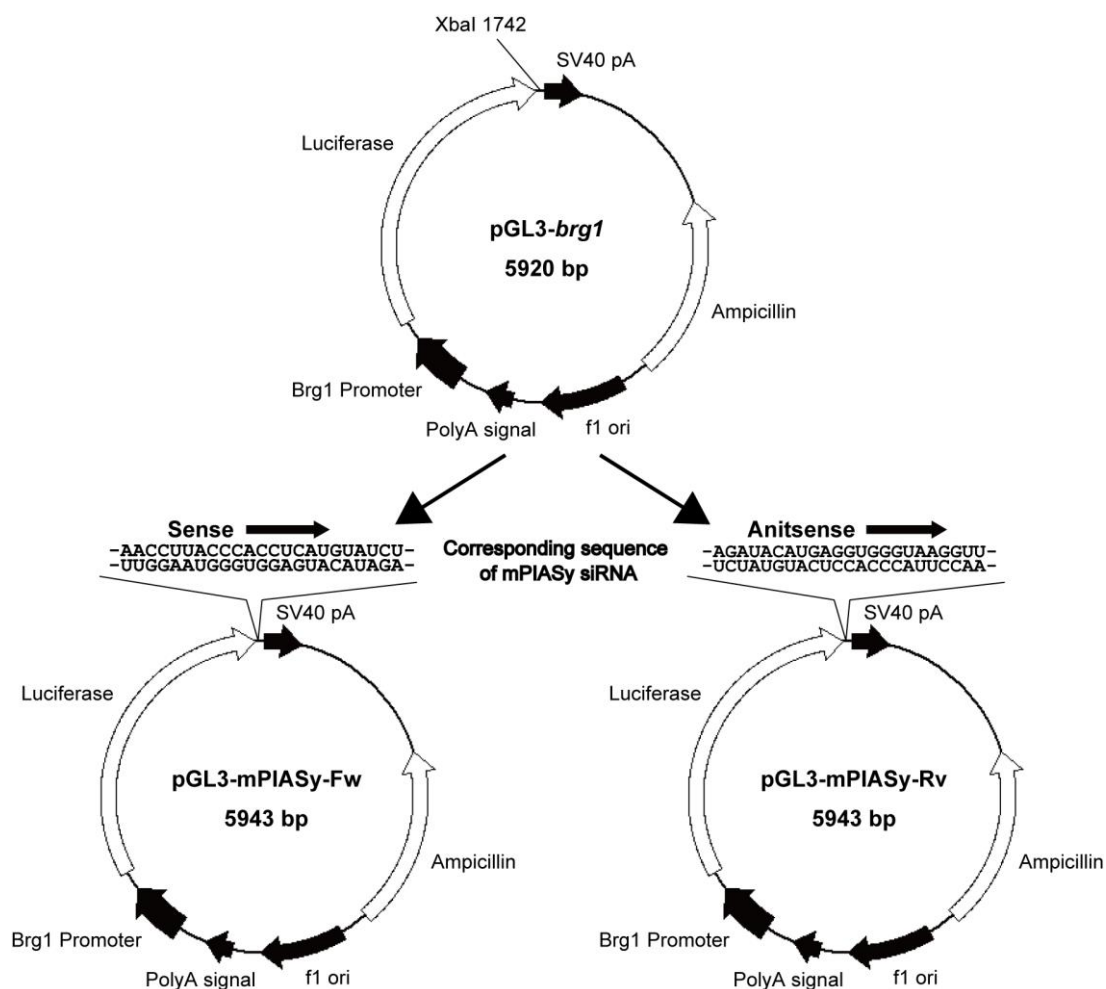 XbaI 1742
SV40 pA
Luciferase
pGL3-brg1
5920 bp
Ampicillin
Brg1 Promoter
PolyA signal
f1 ori
Sense
-AACCUUACCCACCUCAUGUAUCU-
-UUGGAAUGGGUGGAGUACAUAGA-
Corresponding sequence
of mPIASy siRNA
Anitsense
-AGAUACAUGAGGUGGGUAAGGUU-
-UCUAUGUACUCCACCCAUUCCAA-
SV40 pA
Luciferase
pGL3-mPIASy-Fw
5943 bp
Ampicillin
Brg1 Promoter
PolyA signal
f1 ori
SV40 pA
Luciferase
pGL3-mPIASy-Rv
5943 bp
Ampicillin
Brg1 Promoter
PolyA signal
f1 ori